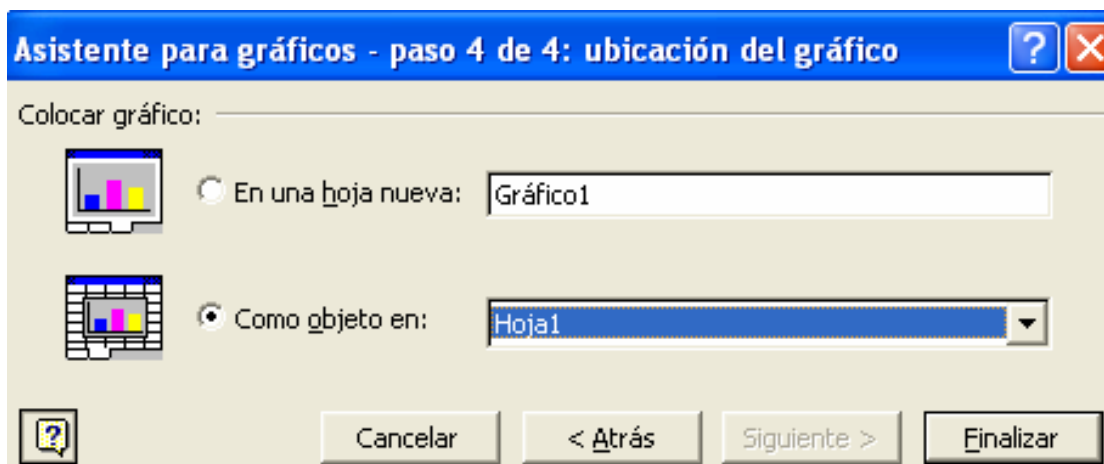 Asistente para gráficos - paso 4 de 4: ubicación del gráfico ?
Colocar gráfico:
En una hoja nueva: Gráfico1
Como objeto en: Hoja1
? Cancelar < Atrás Siguiente > Finalizar